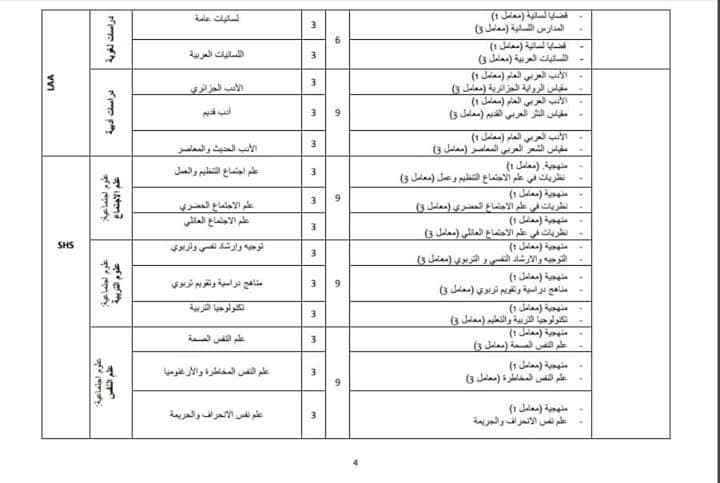 LAA
دراسات لغوية
لسانيات عامة
3
6
- قضايا لسانية (معامل 1)
- المدارس اللسانية (معامل 3)
اللسانيات العربية
3
- قضايا لسانية (معامل 1)
- اللسانيات العربية (معامل 3)
دراسات أدبية
الأدب الجزائري
3
9
- الأدب العربي العام (معامل 1)
- مقياس الرواية الجزائرية (معامل 3)
أدب قديم
3
- الأدب العربي العام (معامل 1)
- مقياس النثر العربي القديم (معامل 3)
الأدب الحديث والمعاصر
3
- الأدب العربي العام (معامل 1)
- مقياس الشعر العربي المعاصر (معامل 3)
SHS
علوم اجتماعية:
علم الاجتماع
علم اجتماع التنظيم والعمل
3
9
- منهجية. (معامل 1)
- نظريات في علم الاجتماع التنظيم وعمل (معامل 3)
علم الاجتماع الحضري
3
- منهجية (معامل 1)
- نظريات في علم الاجتماع الحضري (معامل 3)
علم الاجتماع العائلي
3
- منهجية (معامل 1)
- نظريات في علم الاجتماع العائلي (معامل 3)
علوم اجتماعية:
علوم التربية
توجيه وإرشاد نفسي وتربوي
3
9
- منهجية (معامل 1)
- التوجيه والارشاد النفسي و التربوي (معامل 3)
مناهج دراسية وتقويم تربوي
3
- منهجية (معامل 1)
- مناهج دراسية وتقويم تربوي (معامل 3)
تكنولوجيا التربية
3
- منهجية (معامل 1)
- تكنولوجيا التربية والتعليم (معامل 3)
علوم اجتماعية:
علم النفس
علم النفس الصحة
3
9
- منهجية (معامل 1)
- علم النفس الصحة (معامل 3)
علم النفس المخاطرة والأرغنوميا
3
- منهجية (معامل 1)
- علم النفس المخاطرة (معامل 3)
علم نفس الانحراف والجريمة
3
- منهجية (معامل 1)
- علم نفس الانحراف والجريمة
4